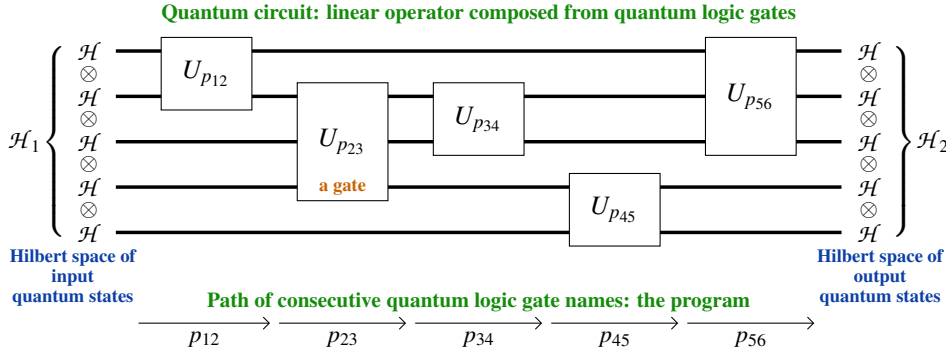 Quantum circuit: linear operator composed from quantum logic gates
ℋ ℋ
⊗ ⊗
ℋ ℋ
⊗ ⊗
ℋ₁ ℋ ℋ ℋ₂
⊗ ⊗
ℋ ℋ
⊗ ⊗
ℋ ℋ
U_{p₁₂}
U_{p₂₃}
a gate
U_{p₃₄}
U_{p₄₅}
U_{p₅₆}
Hilbert space of
input
quantum states
Hilbert space of
output
quantum states
Path of consecutive quantum logic gate names: the program
p₁₂ p₂₃ p₃₄ p₄₅ p₅₆